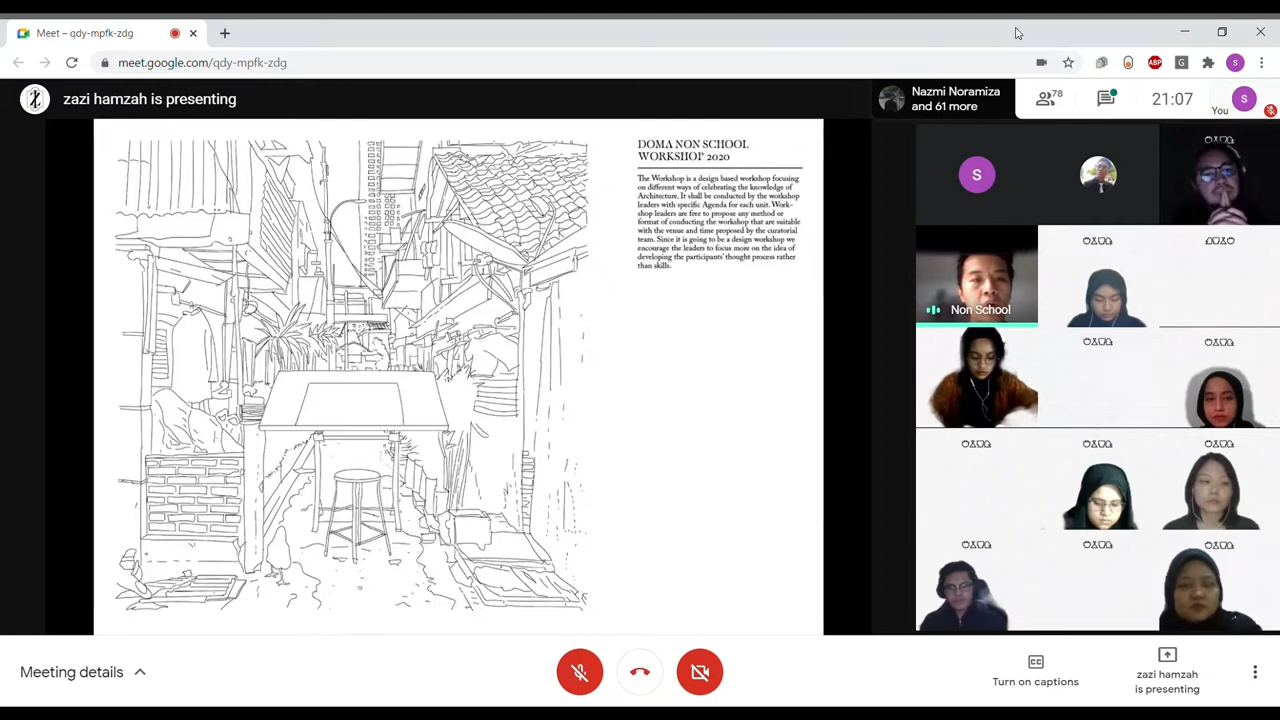 Meet – qdy-mpfk-zdg
meet.google.com/qdy-mpfk-zdg
ABP
G
S
zazi hamzah is presenting
Nazmi Noramiza
and 61 more
78
21:07
You
S
DOMA NON SCHOOL
WORKSHOP 2020
The Workshop is a design based workshop focusing
on different ways of celebrating the knowledge of
Architecture. It shall be conducted by the workshop
leaders with specific Agenda for each unit. Work-
shop leaders are free to propose any method or
format of conducting the workshop that are suitable
with the venue and time proposed by the curatorial
team. Since it is going to be a design workshop we
encourage the leaders to focus more on the idea of
developing the participants' thought process rather
than skills.
S
Non School
Meeting details
CC
Turn on captions
zazi hamzah
is presenting